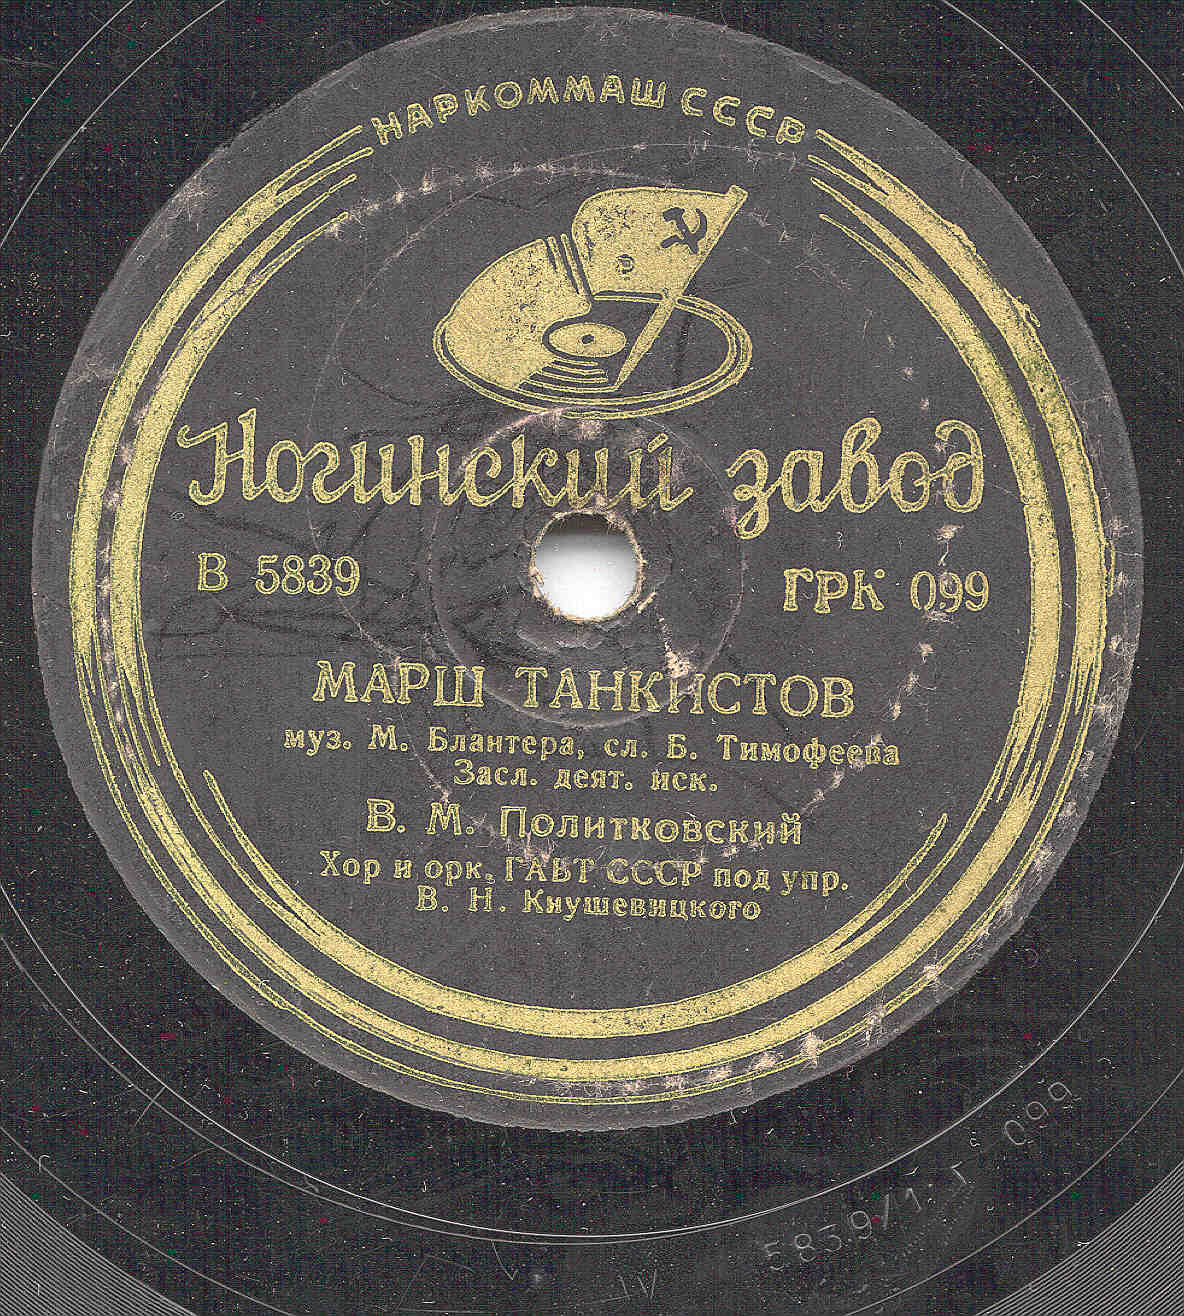 НАРКОММАШ СССР
Ногинский завод
В 5839
ГРК 099
МАРШ ТАНКИСТОВ
муз. М. Блантера, сл. Б. Тимофеева
Засл. деят. иск.
В. М. Политковский
Хор и орк. ГАБТ СССР под упр.
В. Н. Кнушевицкого
5839/1. Г 099